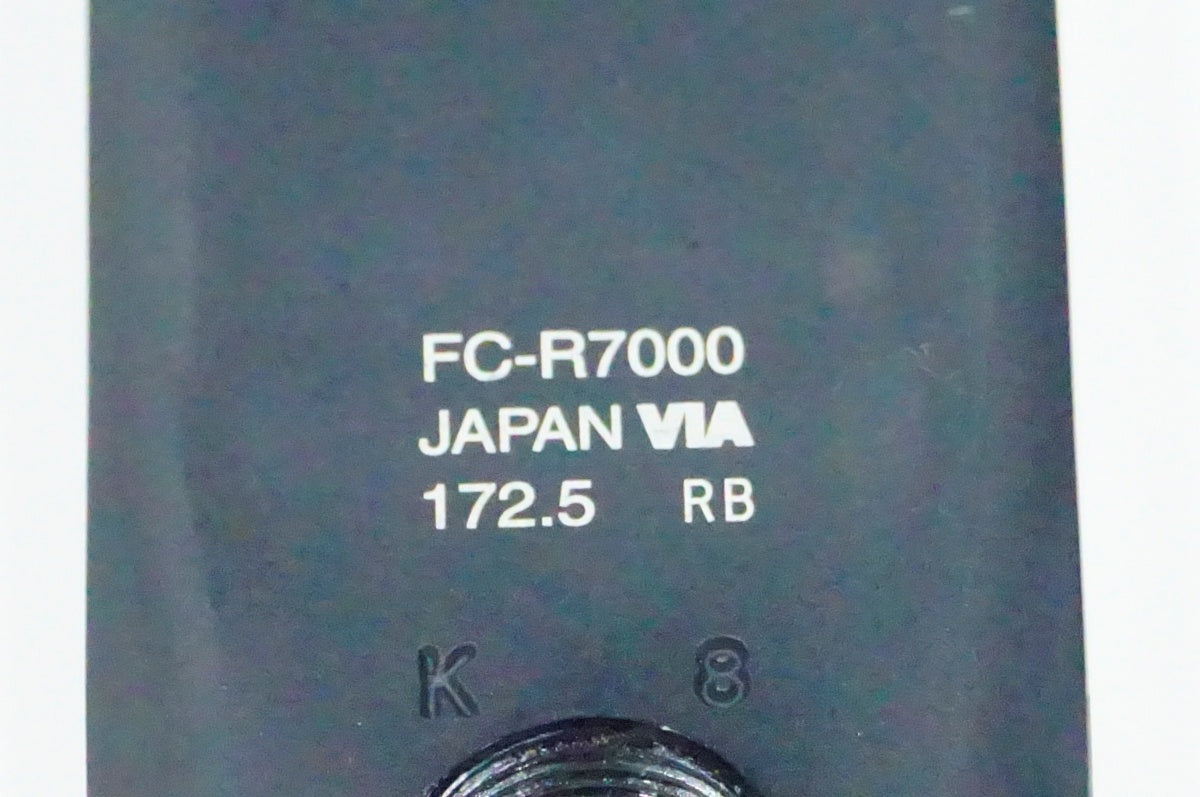 FC-R7000
JAPAN VIA
172.5 RB
K 8